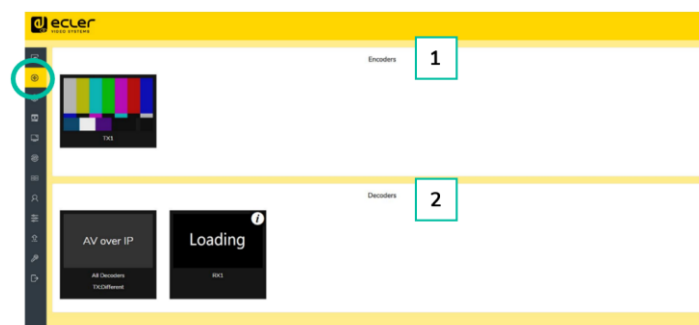 ecler
VIDEO SYSTEMS
Encoders
1
TX1
Decoders
2
AV over IP
All Decoders
TX:Different
i
Loading
RX1